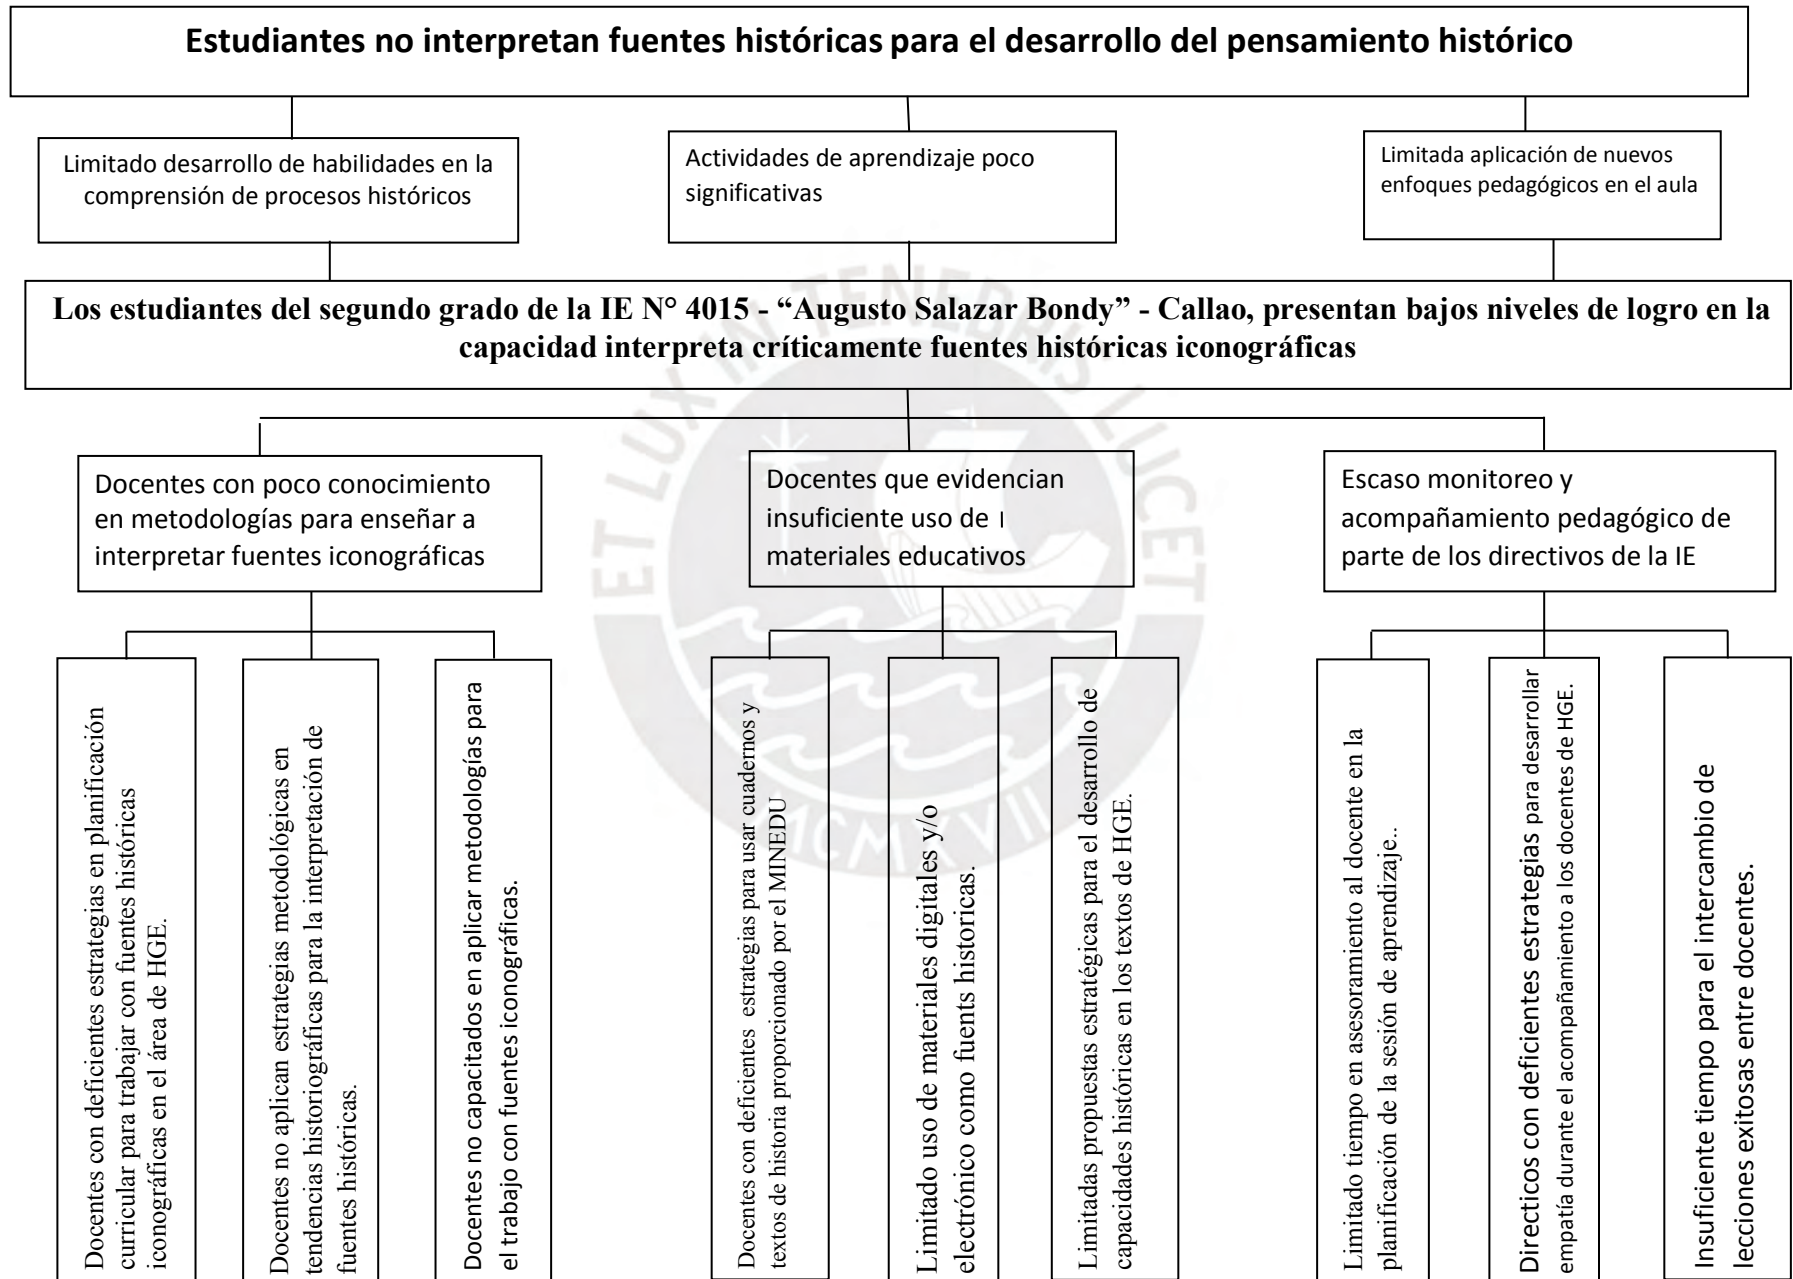 Estudiantes no interpretan fuentes históricas para el desarrollo del pensamiento histórico
Limitado desarrollo de habilidades en la
comprensión de procesos históricos
Actividades de aprendizaje poco
significativas
Limitada aplicación de nuevos
enfoques pedagógicos en el aula
Los estudiantes del segundo grado de la IE N° 4015 - “Augusto Salazar Bondy” - Callao, presentan bajos niveles de logro en la
capacidad interpreta críticamente fuentes históricas iconográficas
Docentes con poco conocimiento
en metodologías para enseñar a
interpretar fuentes iconográficas
Docentes que evidencian
insuficiente uso de l
materiales educativos
Escaso monitoreo y
acompañamiento pedagógico de
parte de los directivos de la IE
Docentes con deficientes estrategias en planificación
curricular para trabajar con fuentes históricas
iconográficas en el área de HGE.
Docentes no aplican estrategias metodológicas en
tendencias historiográficas para la interpretación de
fuentes históricas.
Docentes no capacitados en aplicar metodologías para
el trabajo con fuentes iconográficas.
Docentes con deficientes estrategias para usar cuadernos y
textos de historia proporcionado por el MINEDU
Limitado uso de materiales digitales y/o
electrónico como fuents historicas.
Limitadas propuestas estratégicas para el desarrollo de
capacidades históricas en los textos de HGE.
Limitado tiempo en asesoramiento al docente en la
planificación de la sesión de aprendizaje..
Directicos con deficientes estrategias para desarrollar
empatía durante el acompañamiento a los docentes de HGE.
Insuficiente tiempo para el intercambio de
lecciones exitosas entre docentes.
ET LUX IN TENEBRIS LUCET
MCMXVII